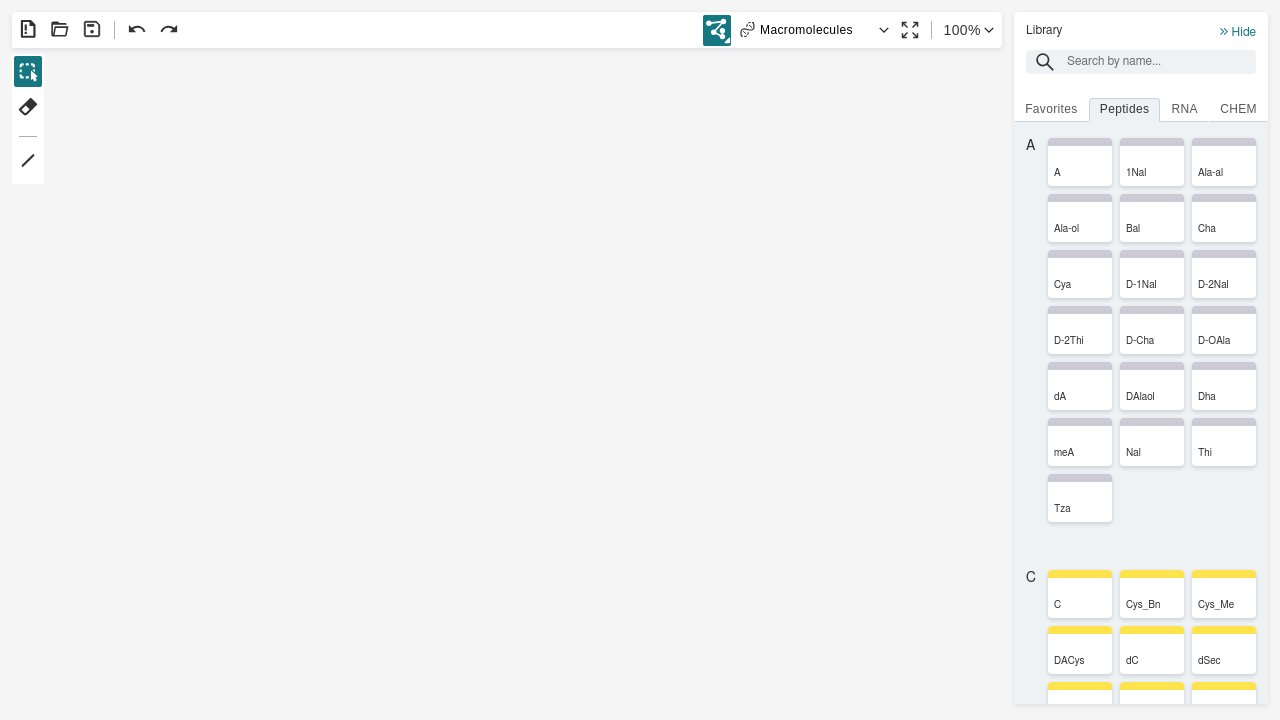 Macromolecules
100%
Library
Hide
Search by name...
Favorites
Peptides
RNA
CHEM
A
A
1Nal
Ala-al
Ala-ol
Bal
Cha
Cya
D-1Nal
D-2Nal
D-2Thi
D-Cha
D-OAla
dA
DAlaol
Dha
meA
Nal
Thi
Tza
C
C
Cys_Bn
Cys_Me
DACys
dC
dSec